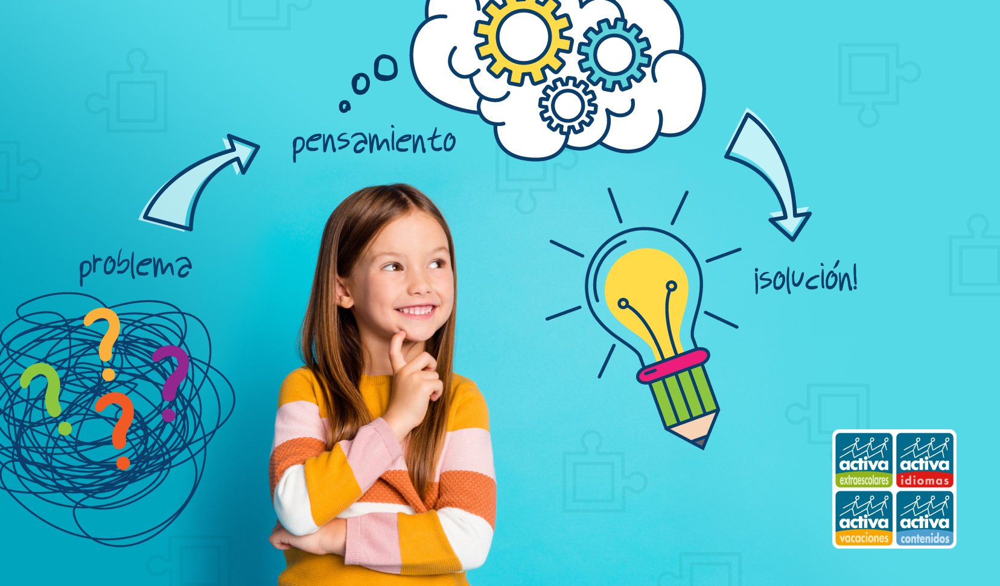 pensamiento
problema
¡solución!
activa
extraescolares
activa
idiomas
activa
vacaciones
activa
contenidos